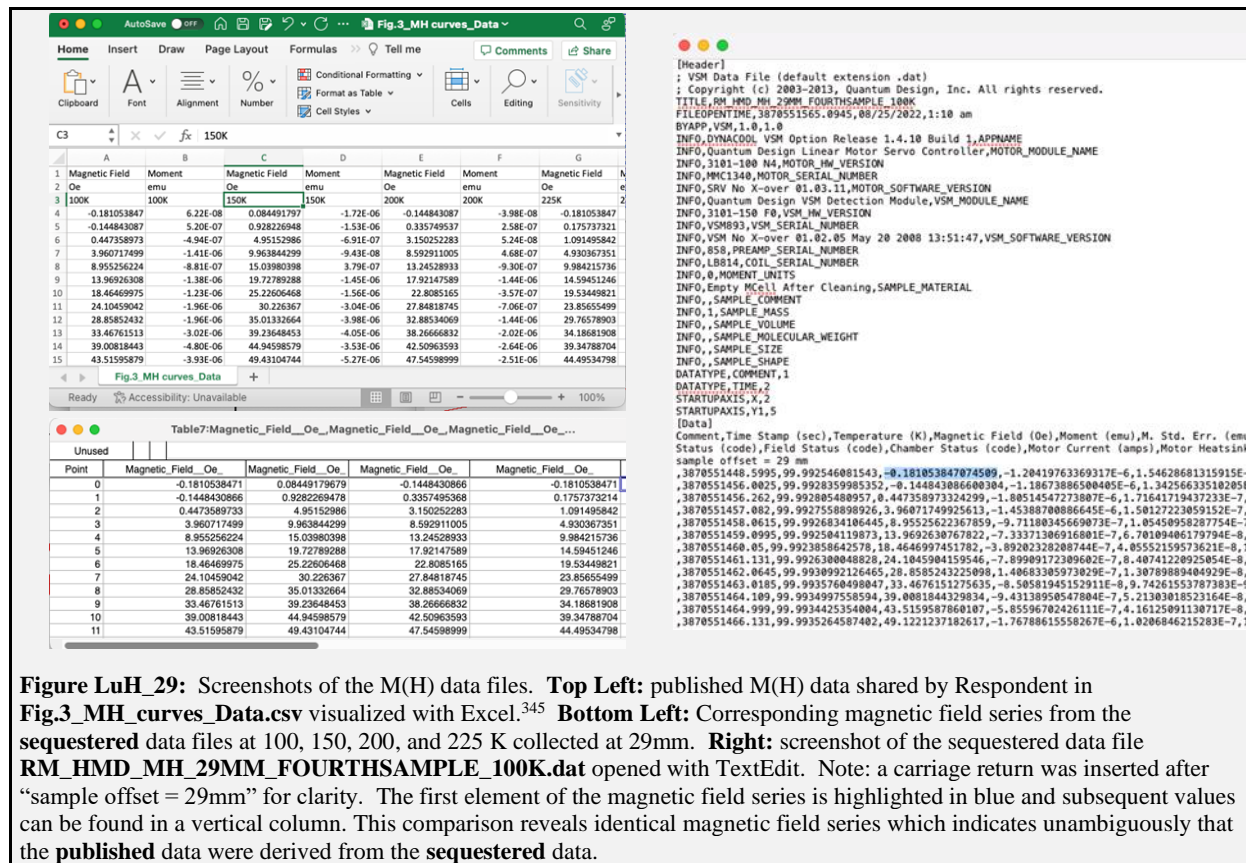 AutoSave OFF Fig.3_MH curves_Data
Home Insert Draw Page Layout Formulas >> Tell me Comments Share
Clipboard Font Alignment Number Conditional Formatting Format as Table Cell Styles Cells Editing Sensitivity
C3 fx 150K
A B C D E F G
1 Magnetic Field Moment Magnetic Field Moment Magnetic Field Moment Magnetic Field M
2 Oe emu Oe emu Oe emu Oe e
3 100K 100K 150K 150K 200K 200K 225K 2
4 -0.181053847 6.22E-08 0.084491797 -1.72E-06 -0.144843087 -3.98E-08 -0.181053847
5 -0.144843087 5.20E-07 0.928226948 -1.53E-06 0.335749537 2.58E-07 0.175737321
6 0.447358973 -4.94E-07 4.95152986 -6.91E-07 3.150252283 5.24E-08 1.091495842
7 3.960717499 -1.41E-06 9.963844299 -9.43E-08 8.592911005 4.68E-07 4.930367351
8 8.955256224 -8.81E-07 15.03980398 3.79E-07 13.24528933 -9.30E-07 9.984215736
9 13.96926308 -1.38E-06 19.72789288 -1.45E-06 17.92147589 -1.44E-06 14.59451246
10 18.46469975 -1.23E-06 25.22606468 -1.56E-06 22.8085165 -3.57E-07 19.53449821
11 24.10459042 -1.96E-06 30.226367 -3.04E-06 27.84818745 -7.06E-07 23.85655499
12 28.85852432 -1.96E-06 35.01332664 -3.98E-06 32.88534069 -1.44E-06 29.76578903
13 33.46761513 -3.02E-06 39.23648453 -4.05E-06 38.26666832 -2.02E-06 34.18681908
14 39.00818443 -4.80E-06 44.94598579 -3.53E-06 42.50963593 -2.64E-06 39.34788704
15 43.51595879 -3.93E-06 49.43104744 -5.27E-06 47.54598999 -2.51E-06 44.49534798
Fig.3_MH curves_Data +
Ready Accessibility: Unavailable 100%
Table7:Magnetic_Field__Oe_,Magnetic_Field__Oe_,Magnetic_Field__Oe_...
Unused
Point Magnetic_Field__Oe_ Magnetic_Field__Oe_ Magnetic_Field__Oe_ Magnetic_Field__Oe_
0 -0.1810538471 0.08449179679 -0.1448430866 -0.1810538471
1 -0.1448430866 0.9282269478 0.3357495368 0.1757373214
2 0.4473589733 4.95152986 3.150252283 1.091495842
3 3.960717499 9.963844299 8.592911005 4.930367351
4 8.955256224 15.03980398 13.24528933 9.984215736
5 13.96926308 19.72789288 17.92147589 14.59451246
6 18.46469975 25.22606468 22.8085165 19.53449821
7 24.10459042 30.226367 27.84818745 23.85655499
8 28.85852432 35.01332664 32.88534069 29.76578903
9 33.46761513 39.23648453 38.26666832 34.18681908
10 39.00818443 44.94598579 42.50963593 39.34788704
11 43.51595879 49.43104744 47.54598999 44.49534798
[Header]
; VSM Data File (default extension .dat)
; Copyright (c) 2003-2013, Quantum Design, Inc. All rights reserved.
TITLE,RM_HMD_MH_29MM_FOURTHSAMPLE_100K
FILEOPENTIME,3870551565.0945,08/25/2022,1:10 am
BYAPP,VSM,1.0,1.0
INFO,DYNACOOL VSM Option Release 1.4.10 Build 1,APPNAME
INFO,Quantum Design Linear Motor Servo Controller,MOTOR_MODULE_NAME
INFO,3101-100 N4,MOTOR_HW_VERSION
INFO,MMC1340,MOTOR_SERIAL_NUMBER
INFO,SRV No X-over 01.03.11,MOTOR_SOFTWARE_VERSION
INFO,Quantum Design VSM Detection Module,VSM_MODULE_NAME
INFO,3101-150 F0,VSM_HW_VERSION
INFO,VSM893,VSM_SERIAL_NUMBER
INFO,VSM No X-over 01.02.05 May 20 2008 13:51:47,VSM_SOFTWARE_VERSION
INFO,858,PREAMP_SERIAL_NUMBER
INFO,LB814,COIL_SERIAL_NUMBER
INFO,0,MOMENT_UNITS
INFO,Empty MCell After Cleaning,SAMPLE_MATERIAL
INFO,,SAMPLE_COMMENT
INFO,1,SAMPLE_MASS
INFO,,SAMPLE_VOLUME
INFO,,SAMPLE_MOLECULAR_WEIGHT
INFO,,SAMPLE_SIZE
INFO,,SAMPLE_SHAPE
DATATYPE,COMMENT,1
DATATYPE,TIME,2
STARTUPAXIS,X,2
STARTUPAXIS,Y1,5
[Data]
Comment,Time Stamp (sec),Temperature (K),Magnetic Field (Oe),Moment (emu),M. Std. Err. (emu
Status (code),Field Status (code),Chamber Status (code),Motor Current (amps),Motor Heatsink
sample offset = 29 mm
,3870551448.5995,99.992546081543,-0.181053847074509,-1.20419763369317E-6,1.54628681315915E-
,3870551456.0025,99.9928359985352,-0.144843086600304,-1.18673886500405E-6,1.34256633510205E
,3870551456.262,99.992805480957,0.447358973324299,-1.80514547273807E-6,1.71641719437233E-7,
,3870551457.082,99.9927558898926,3.96071749925613,-1.45388700886645E-6,1.50127223059152E-7,
,3870551458.0615,99.9926834106445,8.95525622367859,-9.71180345669073E-7,1.05450958287754E-7
,3870551459.0995,99.992504119873,13.9692630767822,-7.33371306916801E-7,6.70109406179794E-8,
,3870551460.05,99.9923858642578,18.4646997451782,-3.89202328208744E-7,4.05552159573621E-8,1
,3870551461.131,99.9926300048828,24.1045904159546,-7.89909172309602E-7,8.40741220925054E-8,
,3870551462.0645,99.9930992126465,28.8585243225098,1.40683305973029E-7,1.30789889404929E-8,
,3870551463.0185,99.9935760498047,33.4676151275635,-8.50581945152911E-8,9.74261553787383E-9
,3870551464.109,99.9934997558594,39.0081844329834,-9.43138950547804E-7,5.21303018523164E-8,
,3870551464.999,99.9934425354004,43.5159587860107,-5.85596702426111E-7,4.16125091130717E-8,
,3870551466.131,99.9935264587402,49.1221237182617,-1.76788615558267E-6,1.0206846215283E-7,1
Figure LuH_29: Screenshots of the M(H) data files. Top Left: published M(H) data shared by Respondent in
Fig.3_MH_curves_Data.csv visualized with Excel.345 Bottom Left: Corresponding magnetic field series from the
sequestered data files at 100, 150, 200, and 225 K collected at 29mm. Right: screenshot of the sequestered data file
RM_HMD_MH_29MM_FOURTHSAMPLE_100K.dat opened with TextEdit. Note: a carriage return was inserted after
“sample offset = 29mm” for clarity. The first element of the magnetic field series is highlighted in blue and subsequent values
can be found in a vertical column. This comparison reveals identical magnetic field series which indicates unambiguously that
the published data were derived from the sequestered data.